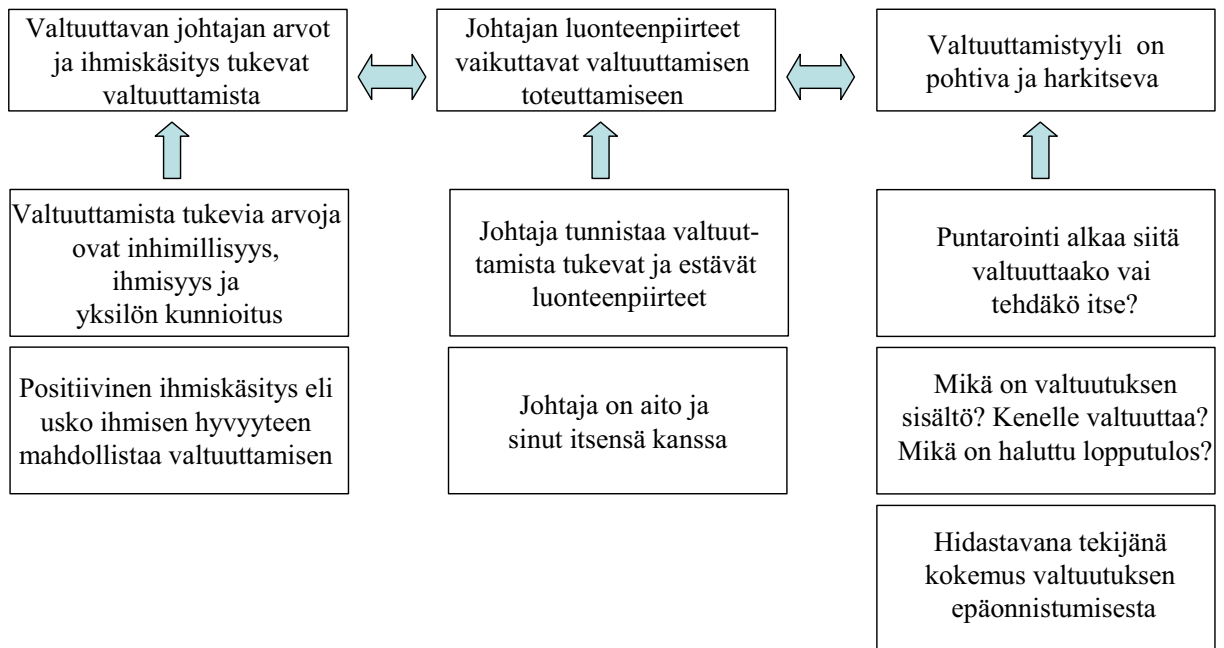 Valtuuttavan johtajan arvot
ja ihmiskäsitys tukevat
valtuuttamista
Johtajan luonteenpiirteet
vaikuttavat valtuuttamisen
toteuttamiseen
Valtuuttamistyyli on
pohtiva ja harkitseva
Valtuuttamista tukevia arvoja
ovat inhimillisyys,
ihmisyys ja
yksilön kunnioitus
Johtaja tunnistaa valtuut-
tamista tukevat ja estävät
luonteenpiirteet
Puntarointi alkaa siitä
valtuuttaako vai
tehdäkö itse?
Positiivinen ihmiskäsitys eli
usko ihmisen hyvyyteen
mahdollistaa valtuuttamisen
Johtaja on aito ja
sinut itsensä kanssa
Mikä on valtuutuksen
sisältö? Kenelle valtuuttaa?
Mikä on haluttu lopputulos?
Hidastavana tekijänä
kokemus valtuutuksen
epäonnistumisesta